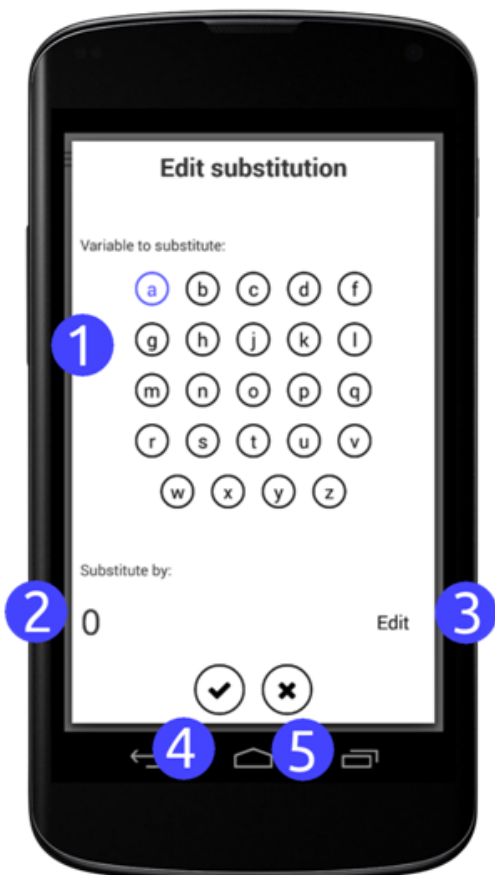 Edit substitution
Variable to substitute:
a b c d f
1
g h j k l
m n o p q
r s t u v
w x y z
Substitute by:
2 0 Edit 3
4 5